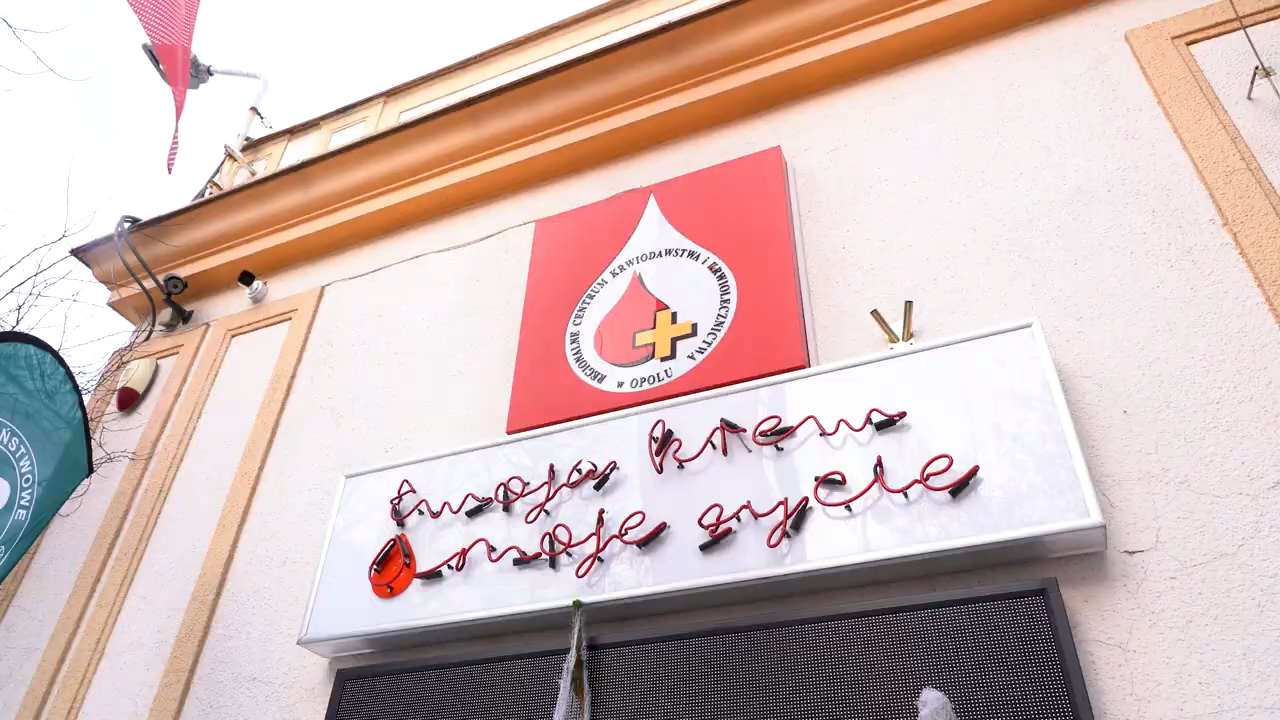 REGIONALNE CENTRUM KRWIODAWSTWA i KRWIOLECZNICTWA
w OPOLU
twoja krew
moje życie